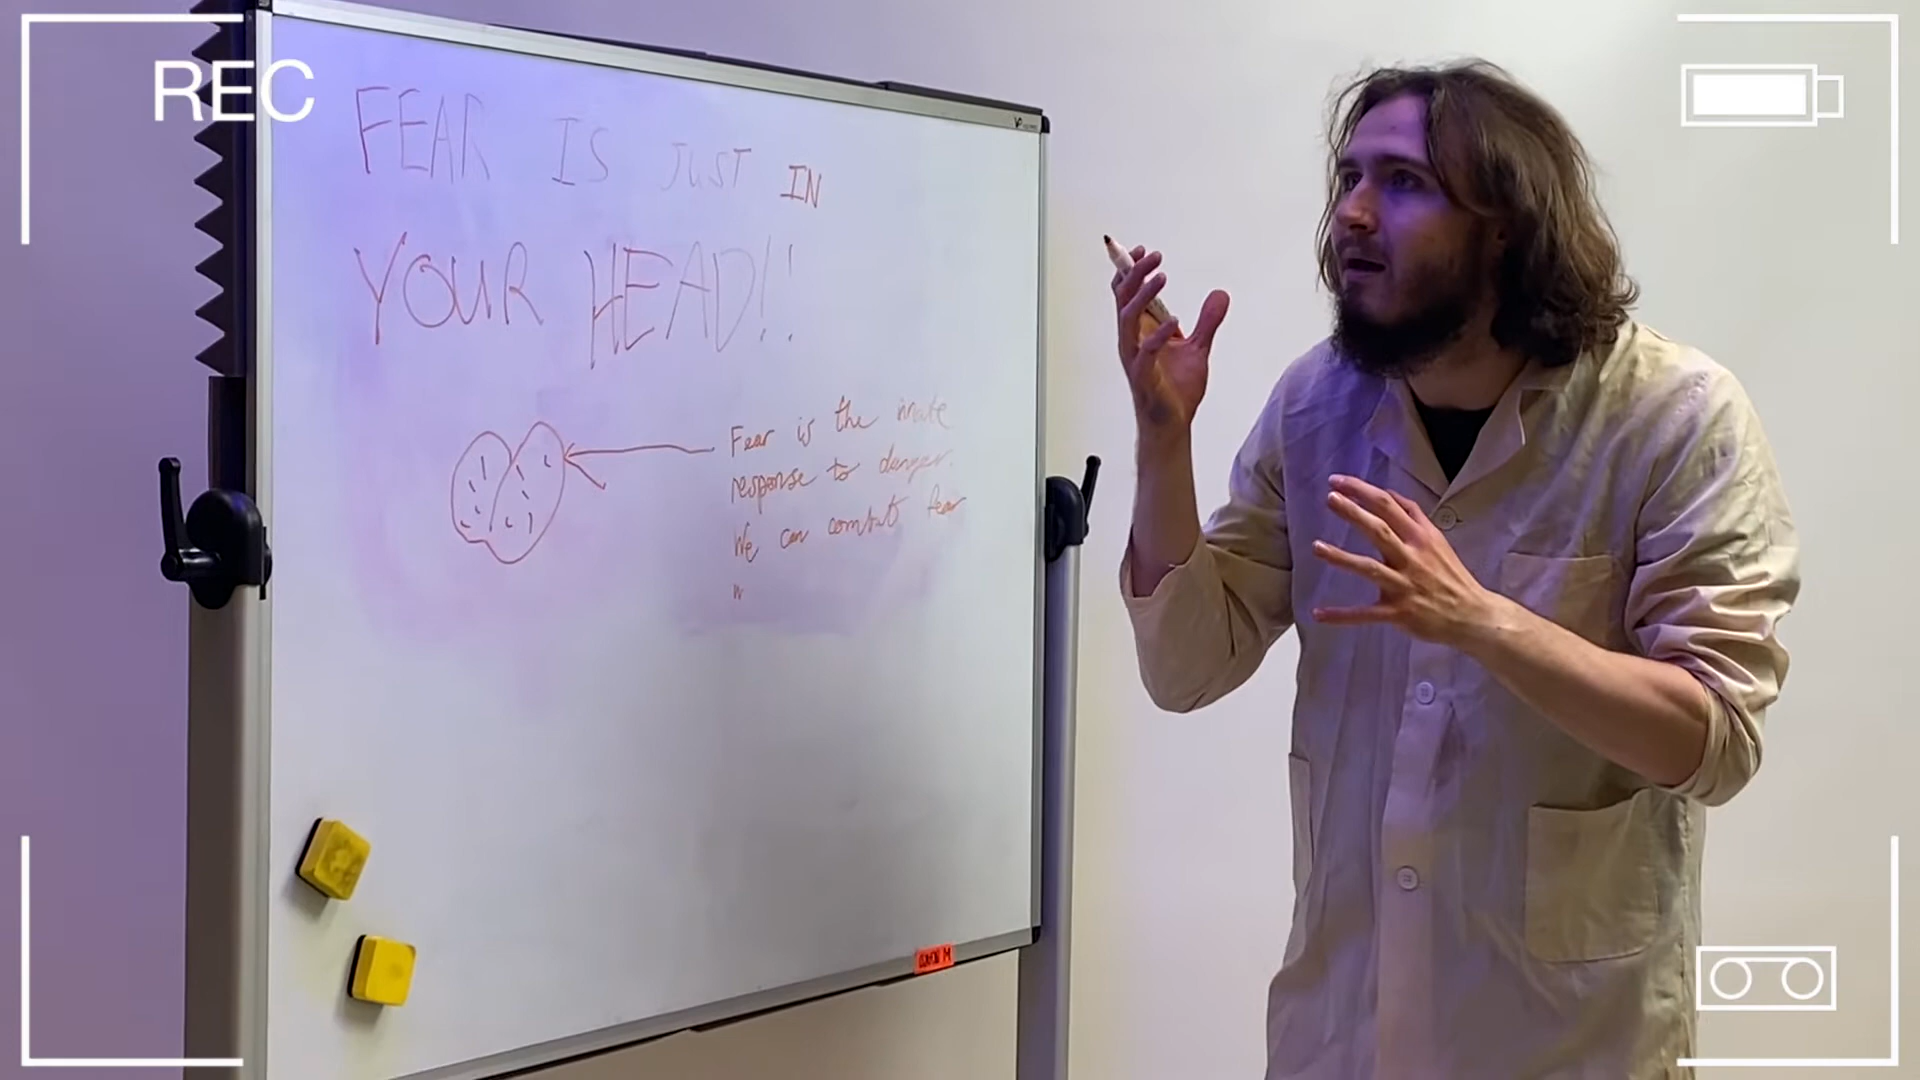 REC
FEAR IS JUST IN
YOUR HEAD!!
Fear is the innate
response to danger.
We can combat fear
w